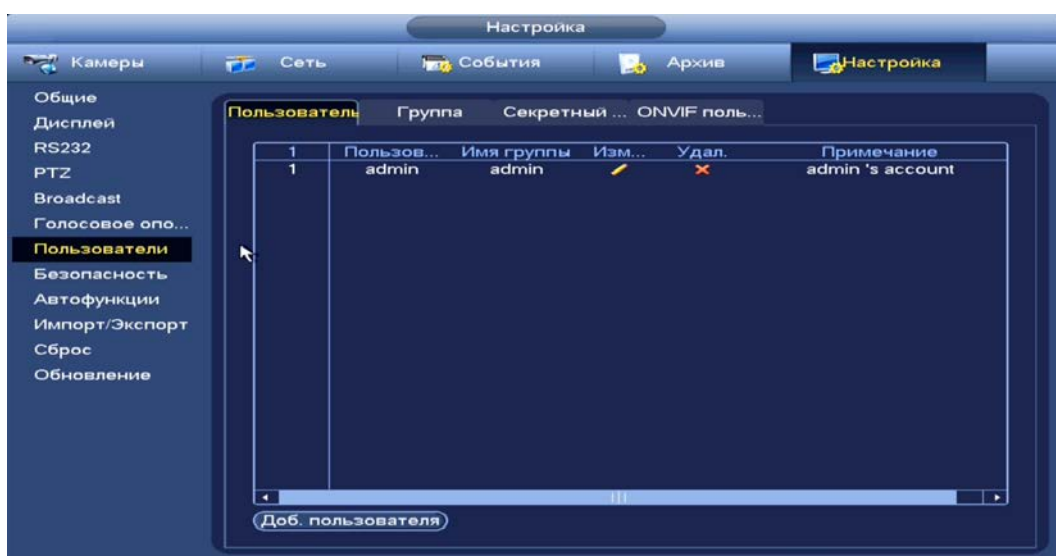 Настройка
Камеры Сеть События Архив Настройка
Общие
Дисплей
RS232
PTZ
Broadcast
Голосовое опо...
Пользователи
Безопасность
Автофункции
Импорт/Экспорт
Сброс
Обновление
Пользователь Группа Секретный ... ONVIF поль...
1 Пользов... Имя группы Изм... Удал. Примечание
1 admin admin admin 's account
Доб. пользователя